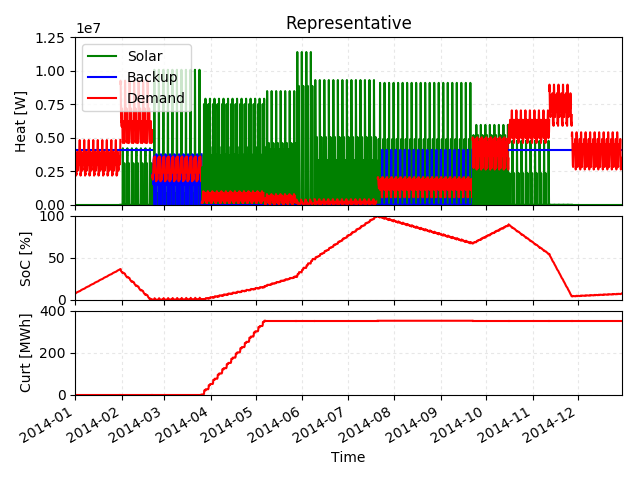 Representative
1e7
1.25
1.00
0.75
0.50
0.25
0.00
Heat [W]
Solar
Backup
Demand
100
50
0
SoC [%]
400
200
0
Curt [MWh]
2014-01
2014-02
2014-03
2014-04
2014-05
2014-06
2014-07
2014-08
2014-09
2014-10
2014-11
2014-12
Time